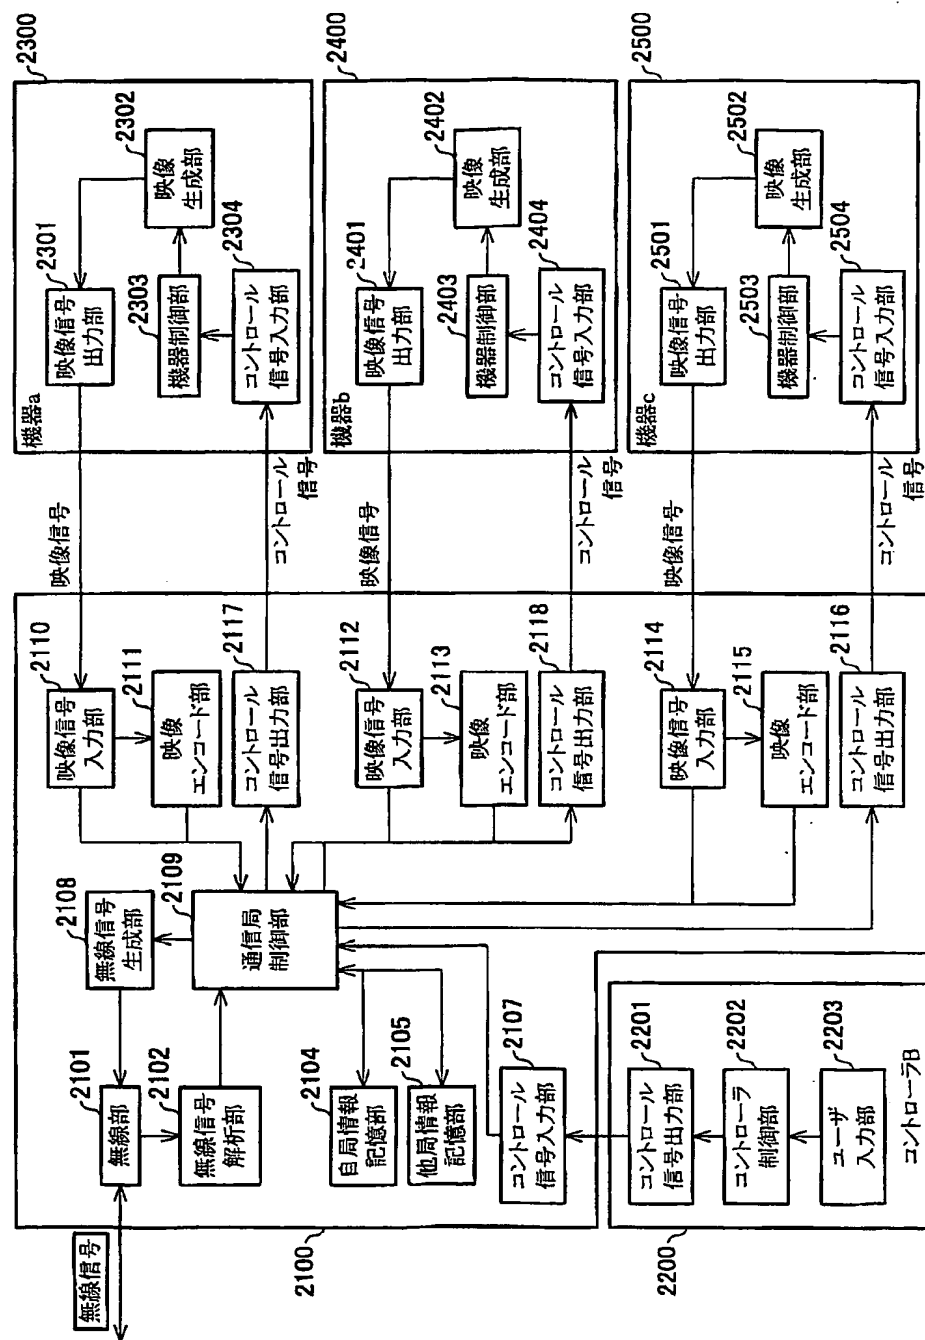 無線信号
2100
無線部
2101
無線信号
解析部
2102
無線信号
生成部
2108
通信局
制御部
2109
自局情報
記憶部
2104
他局情報
記憶部
2105
コントロール
信号入力部
2107
映像信号
入力部
2110
映像
エンコード部
2111
コントロール
信号出力部
2117
映像信号
入力部
2112
映像
エンコード部
2113
コントロール
信号出力部
2118
映像信号
入力部
2114
映像
エンコード部
2115
コントロール
信号出力部
2116
2200
コントロール
信号出力部
2201
コントローラ
制御部
2202
ユーザ
入力部
2203
コントローラB
映像信号
コントロール
信号
映像信号
コントロール
信号
映像信号
コントロール
信号
機器a
2300
映像信号
出力部
2301
映像
生成部
2302
機器制御部
2303
コントロール
信号入力部
2304
機器b
2400
映像信号
出力部
2401
映像
生成部
2402
機器制御部
2403
コントロール
信号入力部
2404
機器c
2500
映像信号
出力部
2501
映像
生成部
2502
機器制御部
2503
コントロール
信号入力部
2504